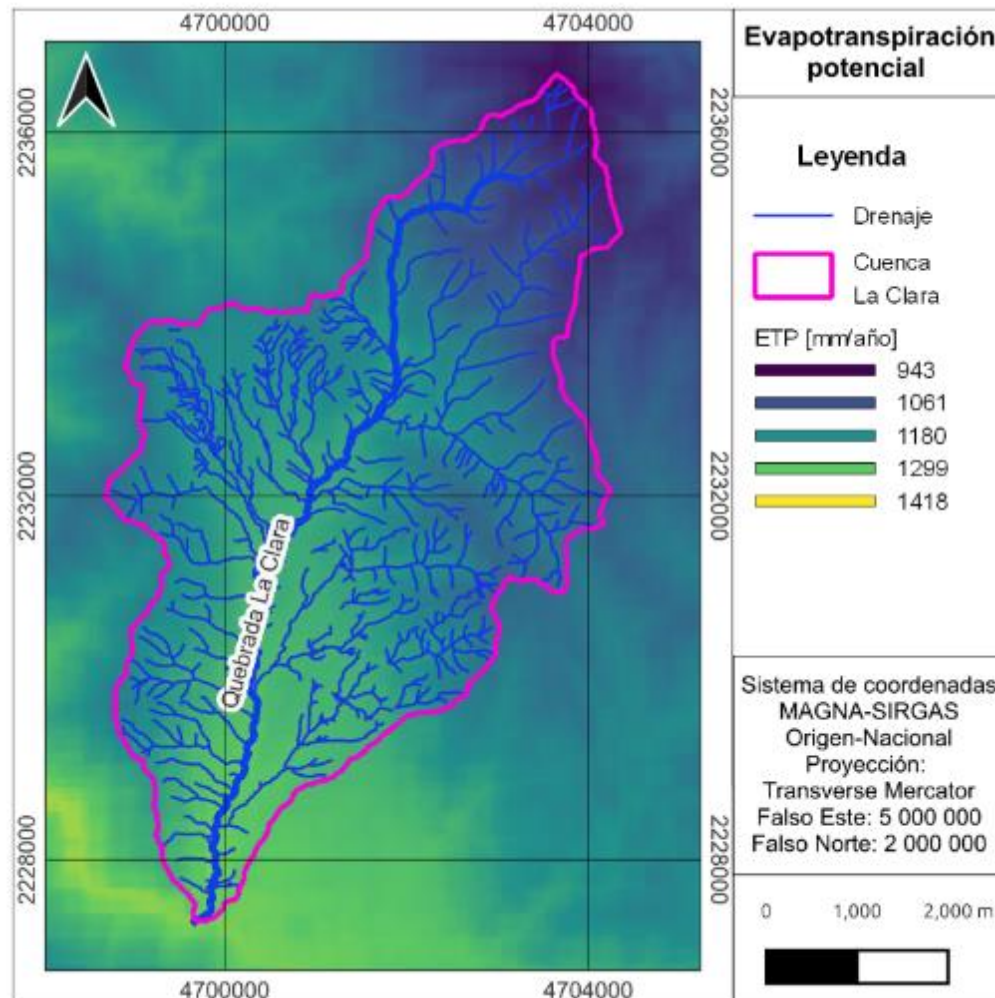 4700000
4704000
2236000
2236000
2232000
2232000
2228000
2228000
Quebrada La Clara
4700000
4704000
Evapotranspiración
potencial
Leyenda
Drenaje
Cuenca
La Clara
ETP [mm/año]
943
1061
1180
1299
1418
Sistema de coordenadas
MAGNA-SIRGAS
Origen-Nacional
Proyección:
Transverse Mercator
Falso Este: 5 000 000
Falso Norte: 2 000 000
0 1,000 2,000 m